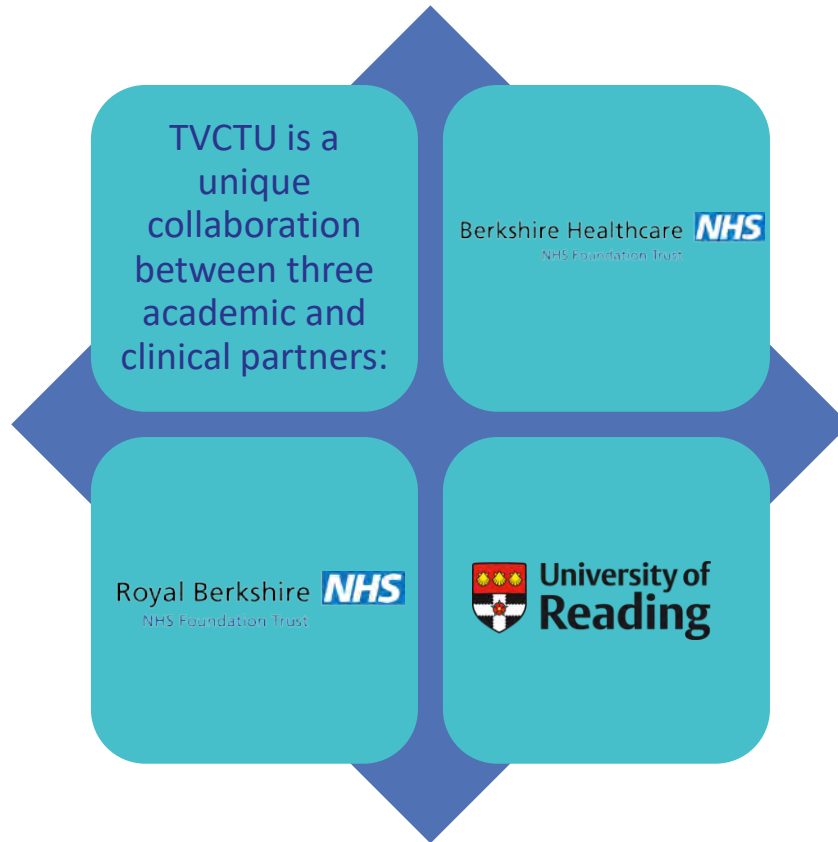 TVCTU is a
unique
collaboration
between three
academic and
clinical partners:
Berkshire Healthcare NHS
NHS Foundation Trust
Royal Berkshire NHS
NHS Foundation Trust
University of
Reading